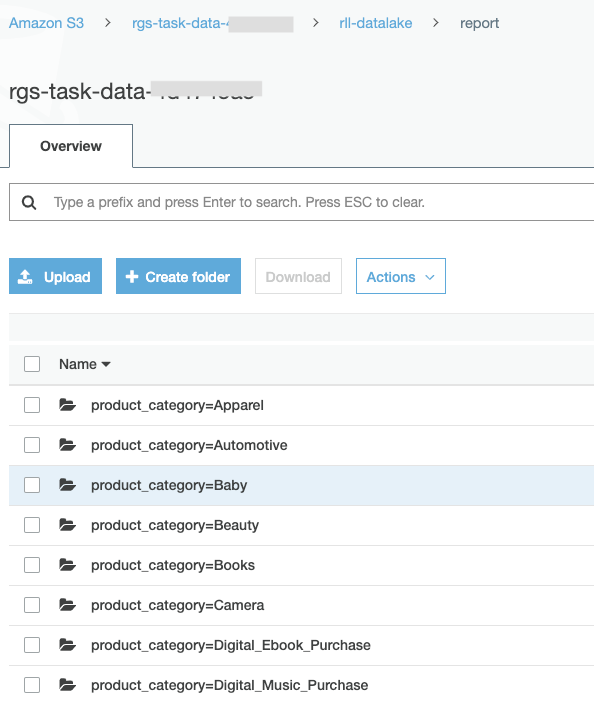 Amazon S3 > rgs-task-data- > rll-datalake > report
rgs-task-data-
Overview
Type a prefix and press Enter to search. Press ESC to clear.
Upload Create folder Download Actions
Name
product_category=Apparel
product_category=Automotive
product_category=Baby
product_category=Beauty
product_category=Books
product_category=Camera
product_category=Digital_Ebook_Purchase
product_category=Digital_Music_Purchase